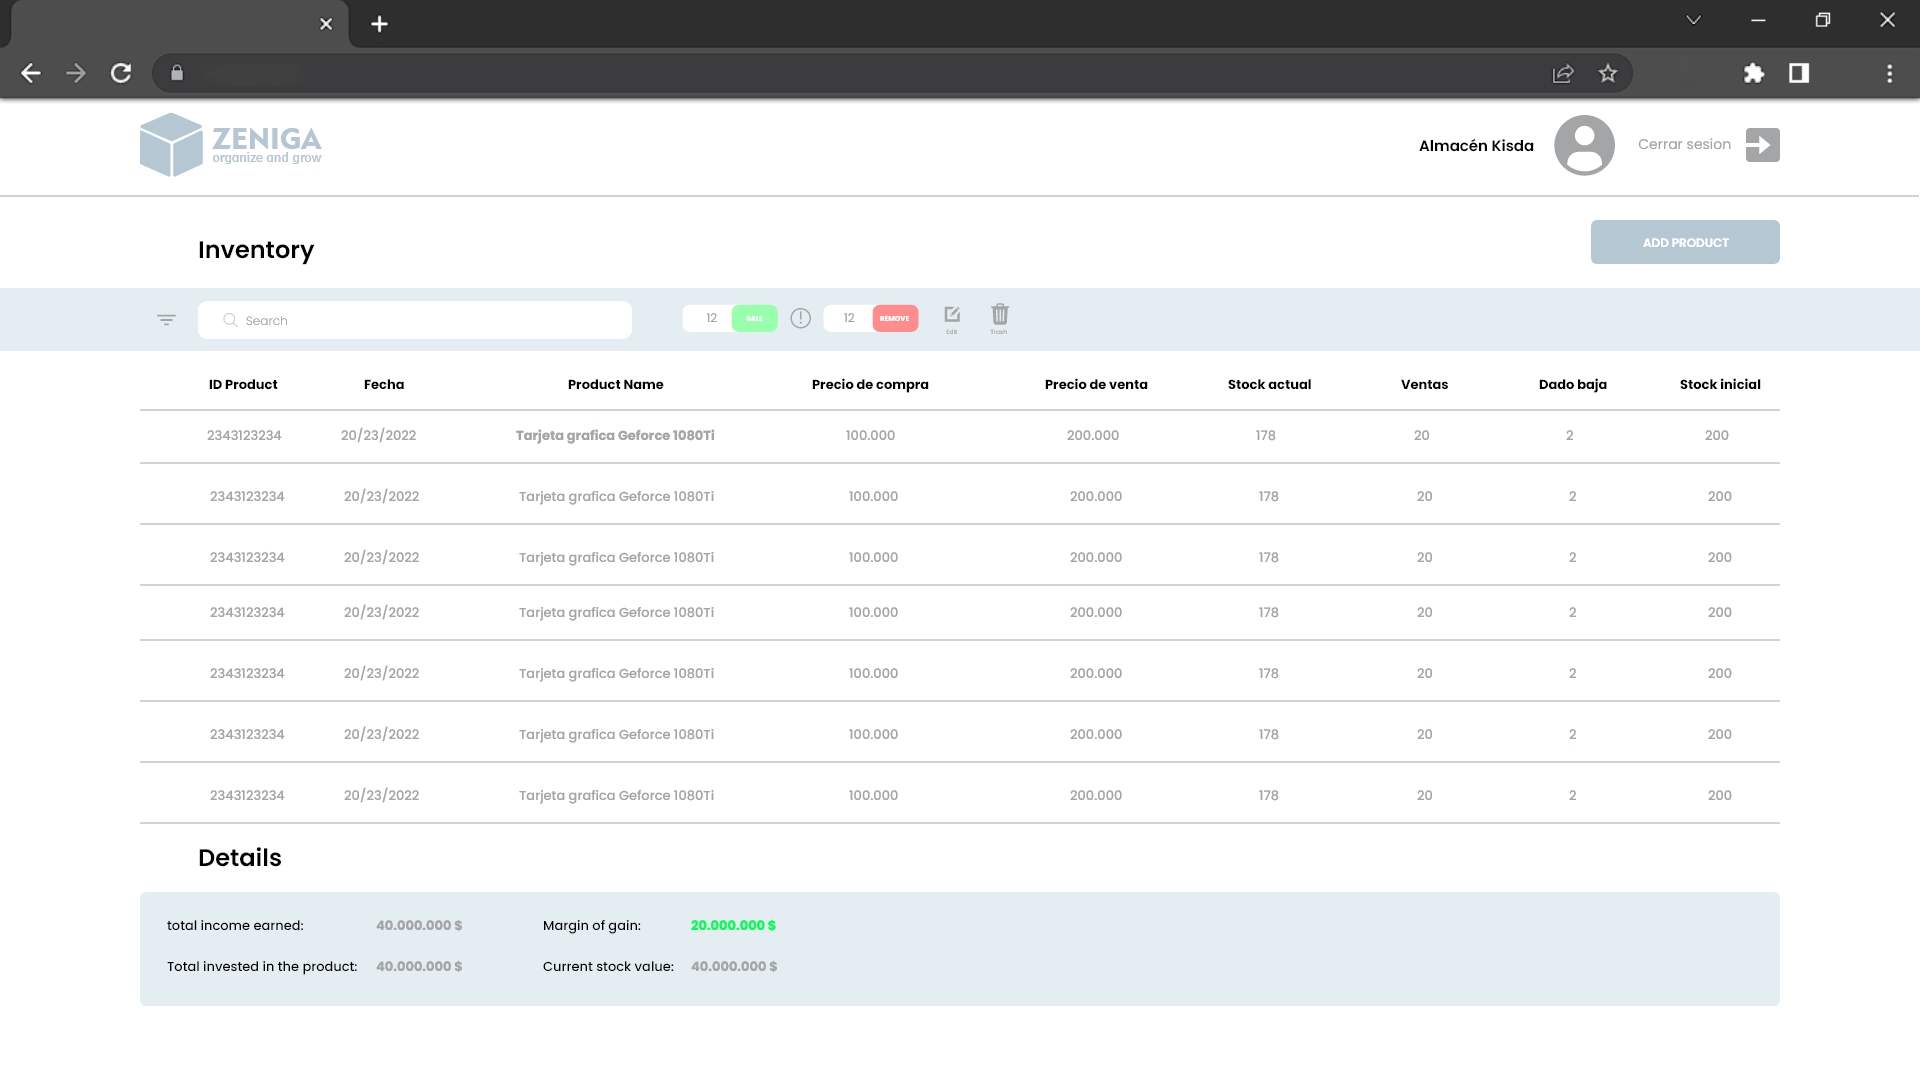 ZENIGA
organize and grow
Almacén Kisda
Cerrar sesion
Inventory
ADD PRODUCT
Search
12 SALE 12 REMOVE Edit Trash
ID Product Fecha Product Name Precio de compra Precio de venta Stock actual Ventas Dado baja Stock inicial
2343123234 20/23/2022 Tarjeta grafica Geforce 1080Ti 100.000 200.000 178 20 2 200
2343123234 20/23/2022 Tarjeta grafica Geforce 1080Ti 100.000 200.000 178 20 2 200
2343123234 20/23/2022 Tarjeta grafica Geforce 1080Ti 100.000 200.000 178 20 2 200
2343123234 20/23/2022 Tarjeta grafica Geforce 1080Ti 100.000 200.000 178 20 2 200
2343123234 20/23/2022 Tarjeta grafica Geforce 1080Ti 100.000 200.000 178 20 2 200
2343123234 20/23/2022 Tarjeta grafica Geforce 1080Ti 100.000 200.000 178 20 2 200
2343123234 20/23/2022 Tarjeta grafica Geforce 1080Ti 100.000 200.000 178 20 2 200
Details
total income earned: 40.000.000 $ Margin of gain: 20.000.000 $
Total invested in the product: 40.000.000 $ Current stock value: 40.000.000 $